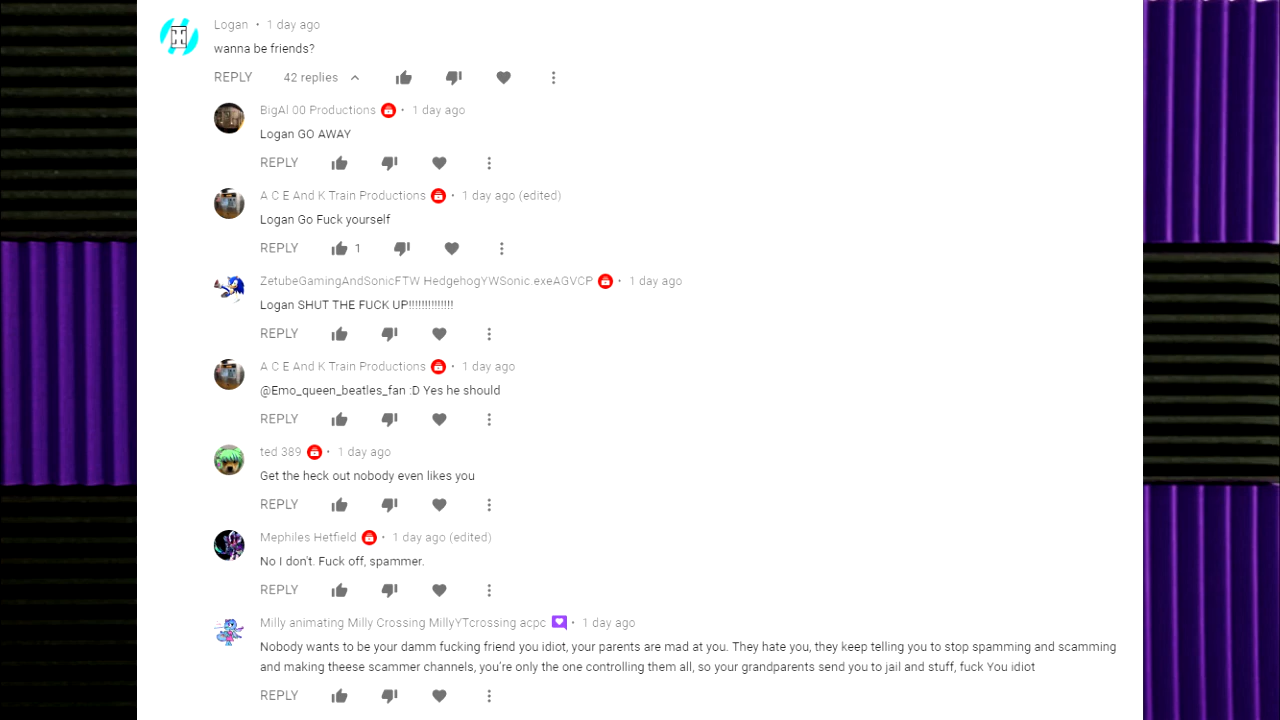 Logan • 1 day ago
wanna be friends?
REPLY 42 replies
BigAl 00 Productions • 1 day ago
Logan GO AWAY
REPLY
A C E And K Train Productions • 1 day ago (edited)
Logan Go Fuck yourself
REPLY 1
ZetubeGamingAndSonicFTW HedgehogYWSonic.exeAGVCP • 1 day ago
Logan SHUT THE FUCK UP!!!!!!!!!!!!!!
REPLY
A C E And K Train Productions • 1 day ago
@Emo_queen_beatles_fan :D Yes he should
REPLY
ted 389 • 1 day ago
Get the heck out nobody even likes you
REPLY
Mephiles Hetfield • 1 day ago (edited)
No I don't. Fuck off, spammer.
REPLY
Milly animating Milly Crossing MillyYTcrossing acpc • 1 day ago
Nobody wants to be your damm fucking friend you idiot, your parents are mad at you. They hate you, they keep telling you to stop spamming and scamming
and making theese scammer channels, you're only the one controlling them all, so your grandparents send you to jail and stuff, fuck You idiot
REPLY